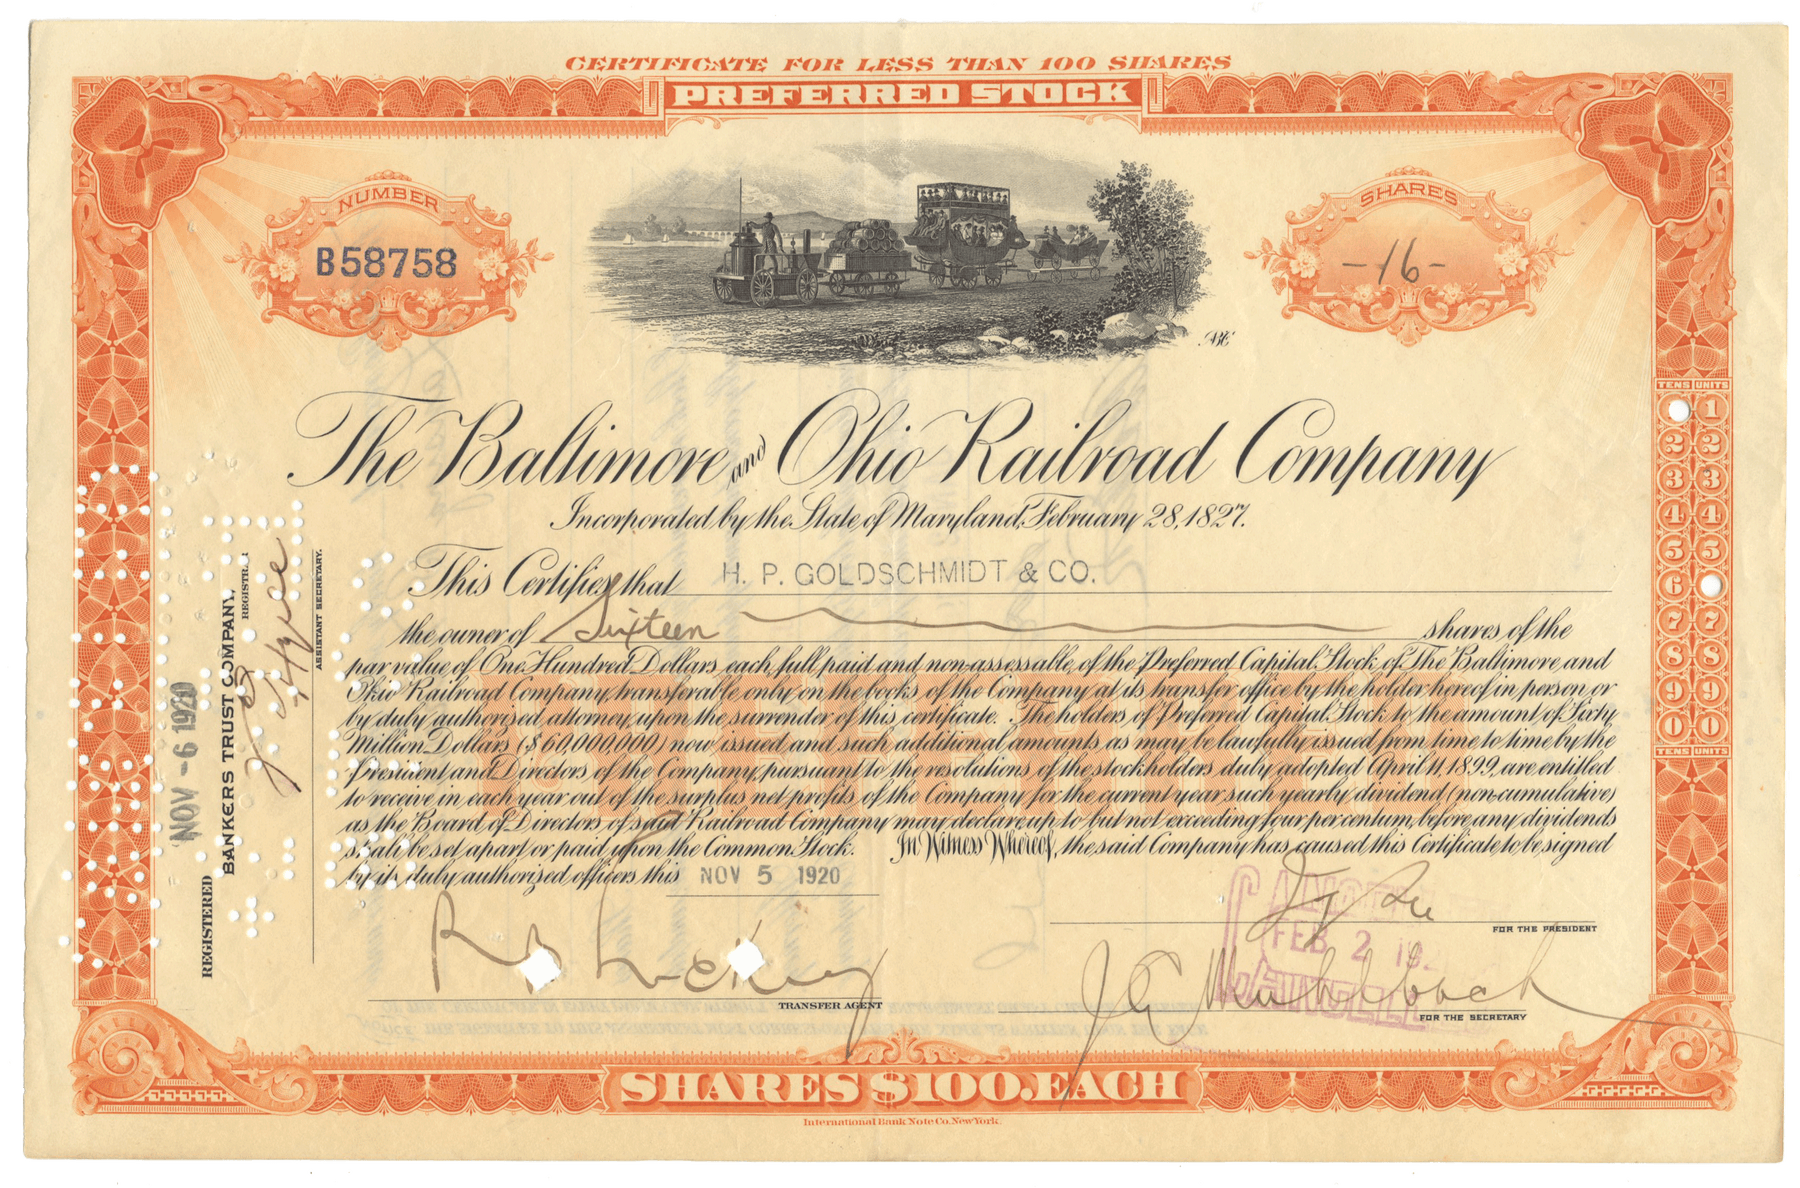 CERTIFICATE FOR LESS THAN 100 SHARES
PREFERRED STOCK
NUMBER
B58758
SHARES
-16-
ABN
The Baltimore and Ohio Railroad Company
Incorporated by the State of Maryland, February 28, 1827.
This Certifies that H. P. GOLDSCHMIDT & CO.
the owner of Sixteen shares of the
par value of One Hundred Dollars each, full paid and non-assessable, of the Preferred Capital Stock of The Baltimore and
Ohio Railroad Company, transferable only on the books of the Company at its transfer office by the holder hereof in person or
by duly authorized attorney, upon the surrender of this certificate. The holders of Preferred Capital Stock to the amount of Sixty
Million Dollars ($60,000,000) now issued and such additional amounts as may be lawfully issued from time to time by the
President and Directors of the Company, pursuant to the resolutions of the stockholders duly adopted April 11, 1899, are entitled
to receive in each year out of the surplus net profits of the Company for the current year such yearly dividend (non-cumulative)
as the Board of Directors of said Railroad Company may declare up to but not exceeding four per centum, before any dividends
shall be set apart or paid upon the Common Stock. In Witness Whereof, the said Company has caused this Certificate to be signed
by its duly authorized officers this NOV 5 1920
FOR THE PRESIDENT
TRANSFER AGENT
FOR THE SECRETARY
FEB 2
REGISTERED NOV -6 1920
BANKERS TRUST COMPANY,
REGISTRAR
ASSISTANT SECRETARY.
TENS UNITS
1
2 2
3 3
4 4
5 5
6
7 7
8 8
9 9
0 0
TENS UNITS
SHARES $100. EACH
International Bank Note Co. New York.